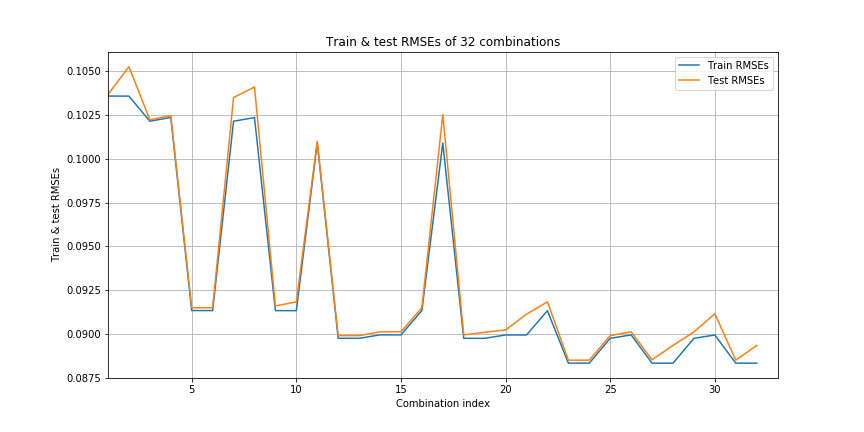 Train & test RMSEs of 32 combinations
Train RMSEs
Test RMSEs
Train & test RMSEs
0.1050
0.1025
0.1000
0.0975
0.0950
0.0925
0.0900
0.0875
5 10 15 20 25 30
Combination index